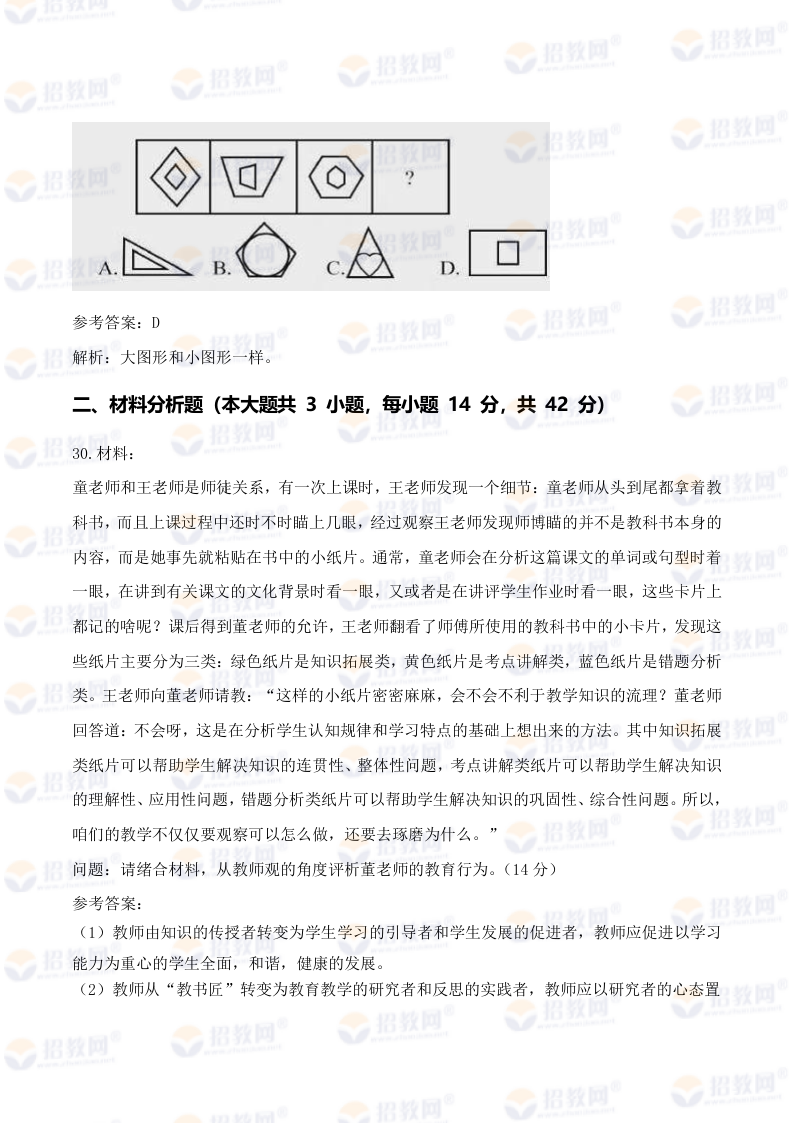 ?
A. B. C. D.
参考答案：D
解析：大图形和小图形一样。
二、材料分析题（本大题共 3 小题，每小题 14 分，共 42 分）
30.材料：
童老师和王老师是师徒关系，有一次上课时，王老师发现一个细节：童老师从头到尾都拿着教
科书，而且上课过程中还时不时瞄上几眼，经过观察王老师发现师博瞄的并不是教科书本身的
内容，而是她事先就粘贴在书中的小纸片。通常，童老师会在分析这篇课文的单词或句型时着
一眼，在讲到有关课文的文化背景时看一眼，又或者是在讲评学生作业时看一眼，这些卡片上
都记的啥呢？课后得到董老师的允许，王老师翻看了师傅所使用的教科书中的小卡片，发现这
些纸片主要分为三类：绿色纸片是知识拓展类，黄色纸片是考点讲解类，蓝色纸片是错题分析
类。王老师向董老师请教：“这样的小纸片密密麻麻，会不会不利于教学知识的流理？董老师
回答道：不会呀，这是在分析学生认知规律和学习特点的基础上想出来的方法。其中知识拓展
类纸片可以帮助学生解决知识的连贯性、整体性问题，考点讲解类纸片可以帮助学生解决知识
的理解性、应用性问题，错题分析类纸片可以帮助学生解决知识的巩固性、综合性问题。所以，
咱们的教学不仅仅要观察可以怎么做，还要去琢磨为什么。”
问题：请绪合材料，从教师观的角度评析董老师的教育行为。（14 分）
参考答案：
（1）教师由知识的传授者转变为学生学习的引导者和学生发展的促进者，教师应促进以学习
能力为重心的学生全面，和谐，健康的发展。
（2）教师从“教书匠”转变为教育教学的研究者和反思的实践者，教师应以研究者的心态置
招教网